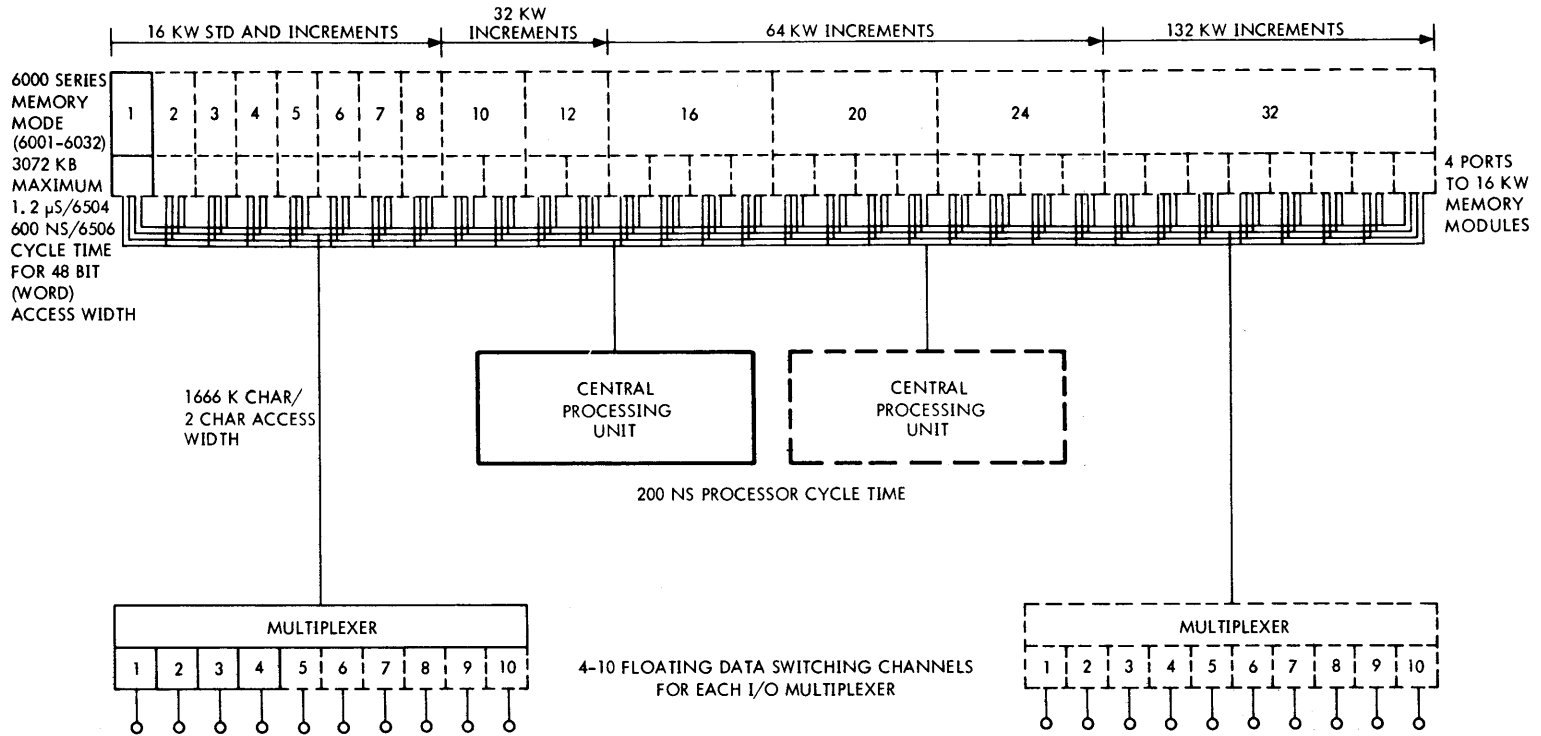 16 KW STD AND INCREMENTS
32 KW
INCREMENTS
64 KW INCREMENTS
132 KW INCREMENTS
6000 SERIES
MEMORY
MODE
(6001-6032)
3072 KB
MAXIMUM
1.2 µS/6504
600 NS/6506
CYCLE TIME
FOR 48 BIT
(WORD)
ACCESS WIDTH
1 2 3 4 5 6 7 8 10 12 16 20 24 32
4 PORTS
TO 16 KW
MEMORY
MODULES
1666 K CHAR/
2 CHAR ACCESS
WIDTH
CENTRAL
PROCESSING
UNIT
CENTRAL
PROCESSING
UNIT
200 NS PROCESSOR CYCLE TIME
MULTIPLEXER
1 2 3 4 5 6 7 8 9 10
4-10 FLOATING DATA SWITCHING CHANNELS
FOR EACH I/O MULTIPLEXER
MULTIPLEXER
1 2 3 4 5 6 7 8 9 10